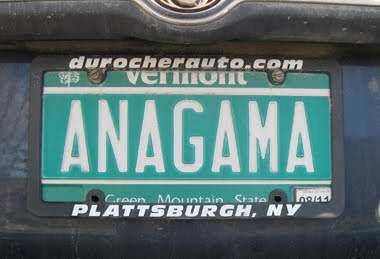 durocherauto.com
Vermont
ANAGAMA
Green Mountain State
08/11
PLATTSBURGH, NY